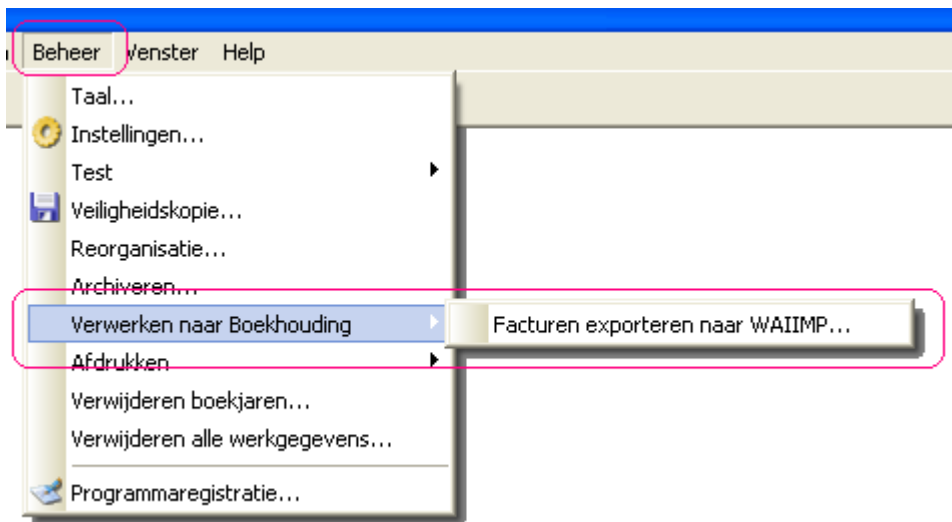 Beheer Venster Help
Taal...
Instellingen...
Test
Veiligheidskopie...
Reorganisatie...
Archiveren...
Verwerken naar Boekhouding Facturen exporteren naar WAIIMP...
Afdrukken
Verwijderen boekjaren...
Verwijderen alle werkgegevens...
Programmaregistratie...